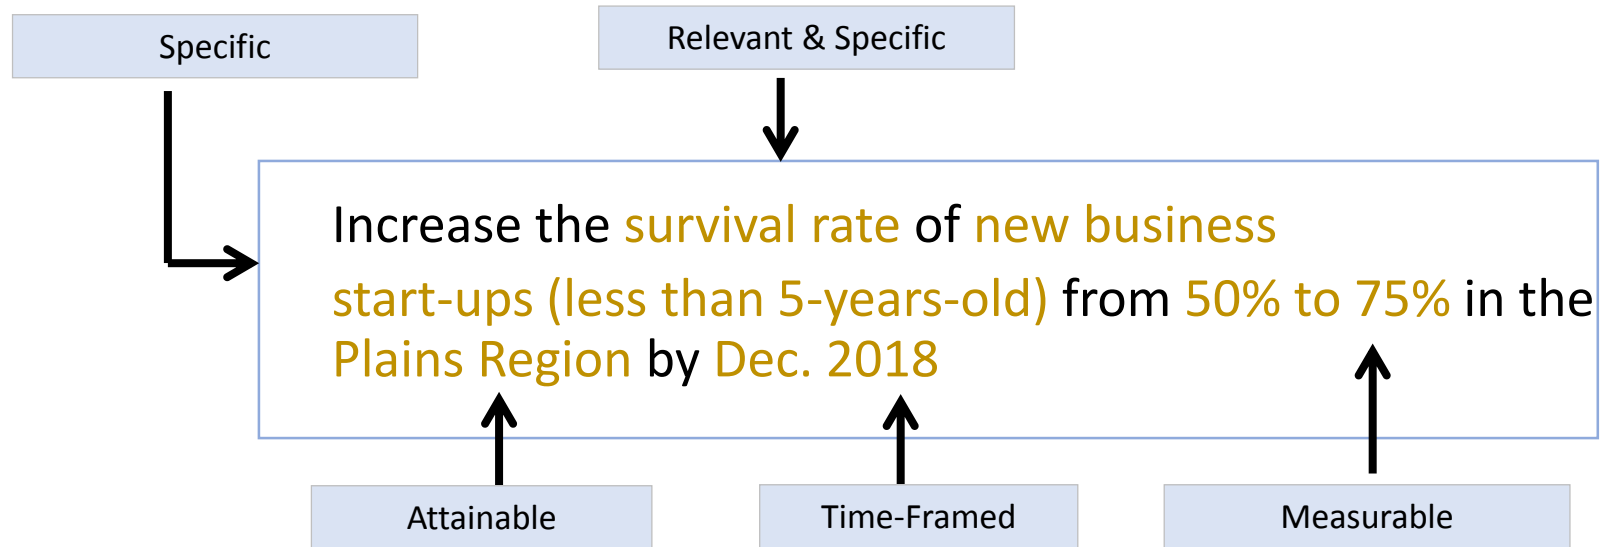 Specific
Relevant & Specific
Increase the survival rate of new business
start-ups (less than 5-years-old) from 50% to 75% in the
Plains Region by Dec. 2018
Attainable
Time-Framed
Measurable